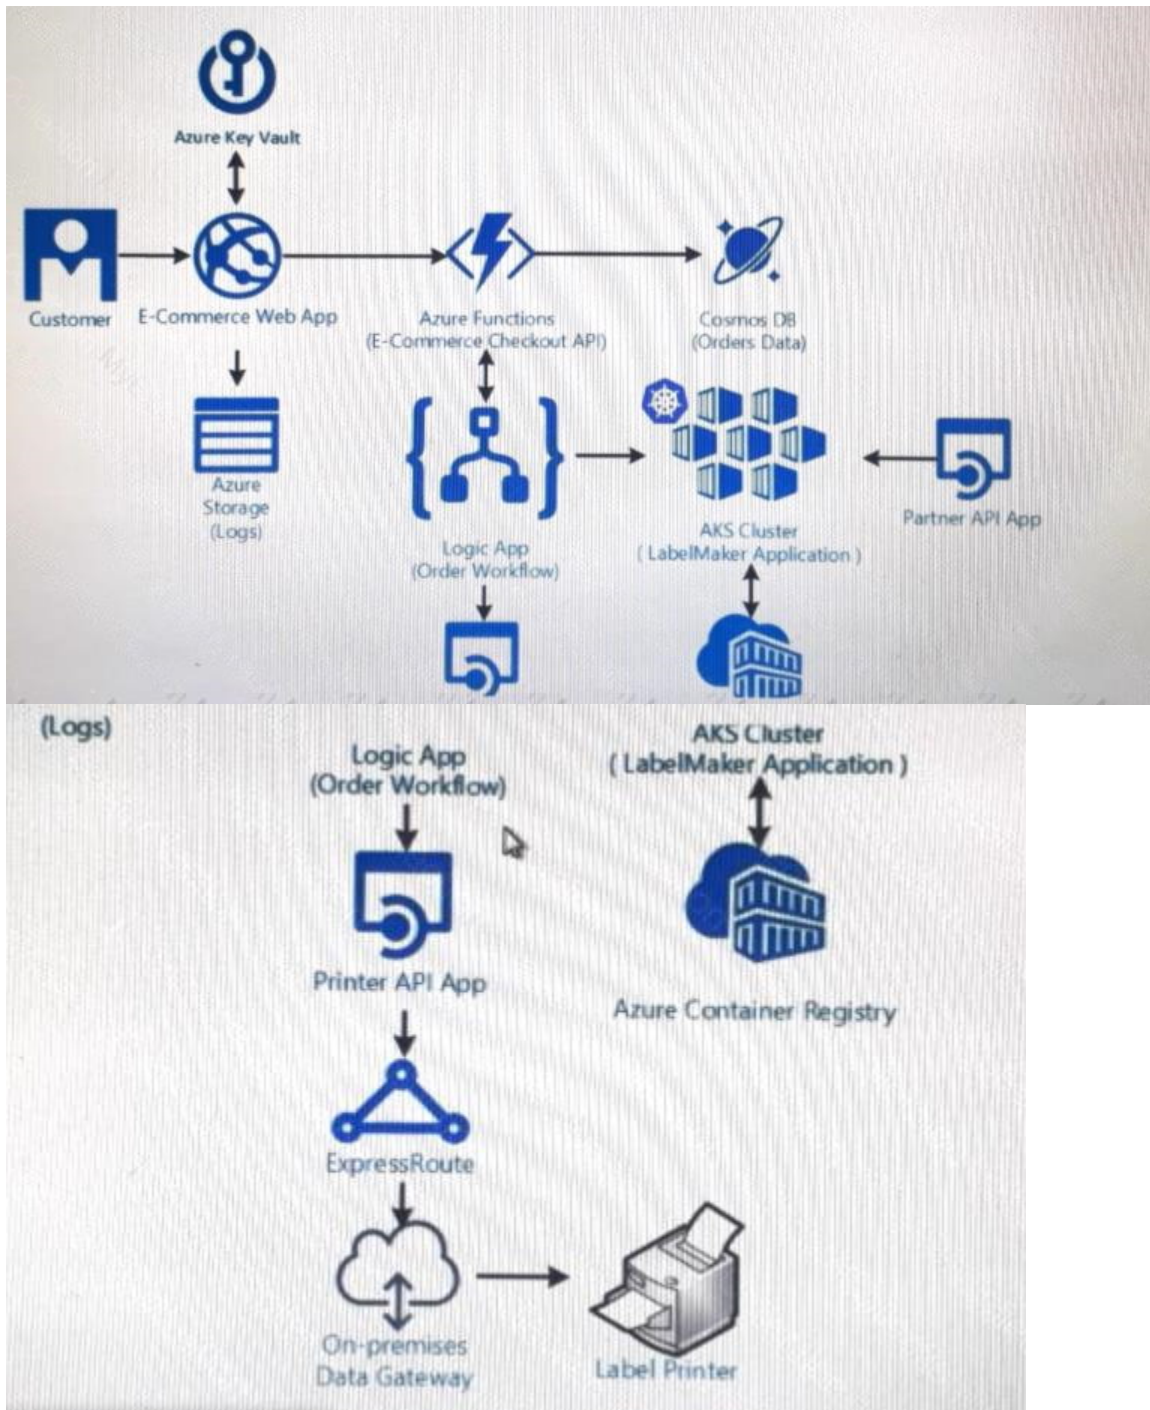 Azure Key Vault
Customer
E-Commerce Web App
Azure Functions
(E-Commerce Checkout API)
Cosmos DB
(Orders Data)
Azure
Storage
(Logs)
Logic App
(Order Workflow)
AKS Cluster
( LabelMaker Application )
Partner API App
(Logs)
Logic App
(Order Workflow)
AKS Cluster
( LabelMaker Application )
Printer API App
Azure Container Registry
ExpressRoute
On-premises
Data Gateway
Label Printer